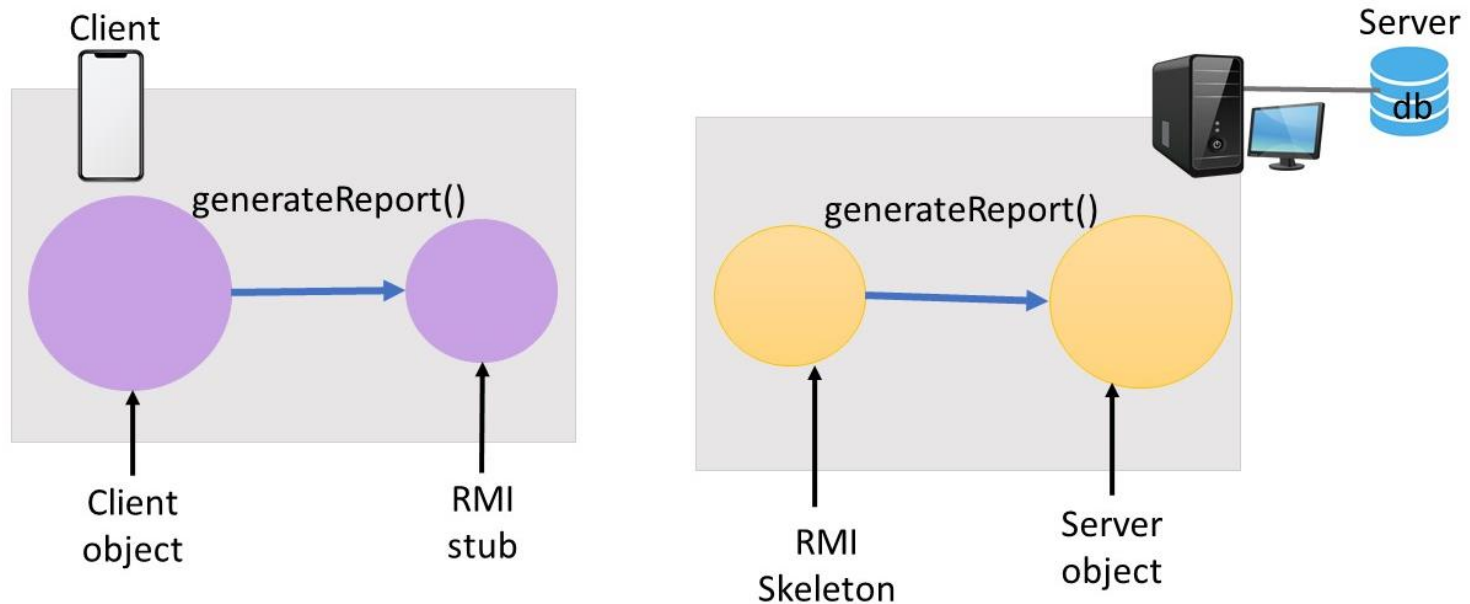 Client
Server
db
generateReport()
generateReport()
Client
object
RMI
stub
RMI
Skeleton
Server
object